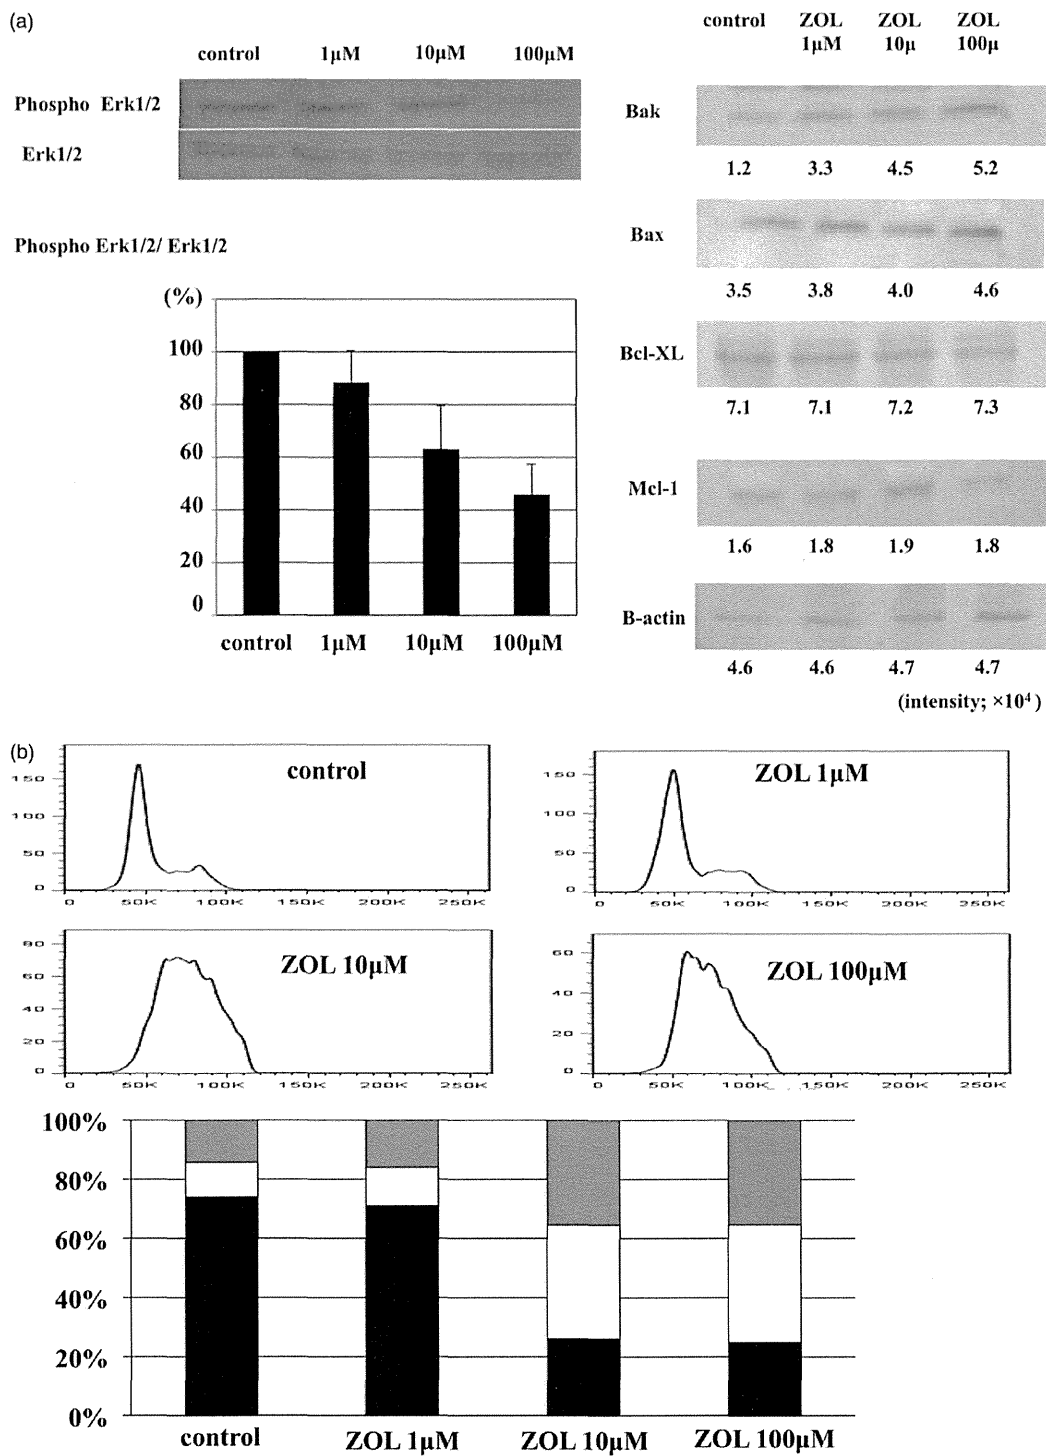 (a)
control 1μM 10μM 100μM
Phospho Erk1/2
Erk1/2
Phospho Erk1/2/ Erk1/2
(%)
100
80
60
40
20
0
control 1μM 10μM 100μM
control ZOL ZOL ZOL
1μM 10μ 100μ
Bak
1.2 3.3 4.5 5.2
Bax
3.5 3.8 4.0 4.6
Bcl-XL
7.1 7.1 7.2 7.3
Mcl-1
1.6 1.8 1.9 1.8
B-actin
4.6 4.6 4.7 4.7
(intensity; ×10⁴)
(b)
control
150
100
50
0
0 50K 100K 150K 200K 250K
ZOL 1μM
150
100
50
0
0 50K 100K 150K 200K 250K
ZOL 10μM
80
60
40
20
0
0 50K 100K 150K 200K 250K
ZOL 100μM
60
40
20
0
0 50K 100K 150K 200K 250K
100%
80%
60%
40%
20%
0%
control ZOL 1μM ZOL 10μM ZOL 100μM